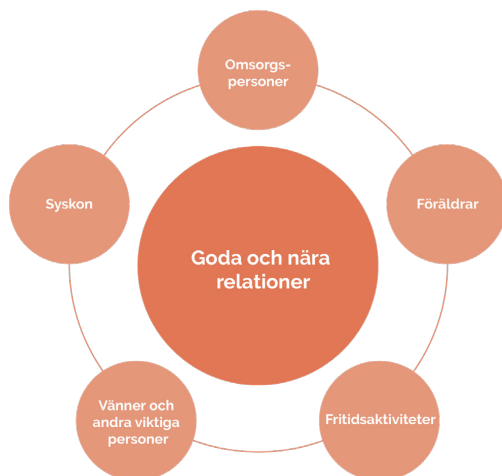 Omsorgs-
personer
Syskon
Föräldrar
Goda och nära
relationer
Vänner och
andra viktiga
personer
Fritidsaktiviteter